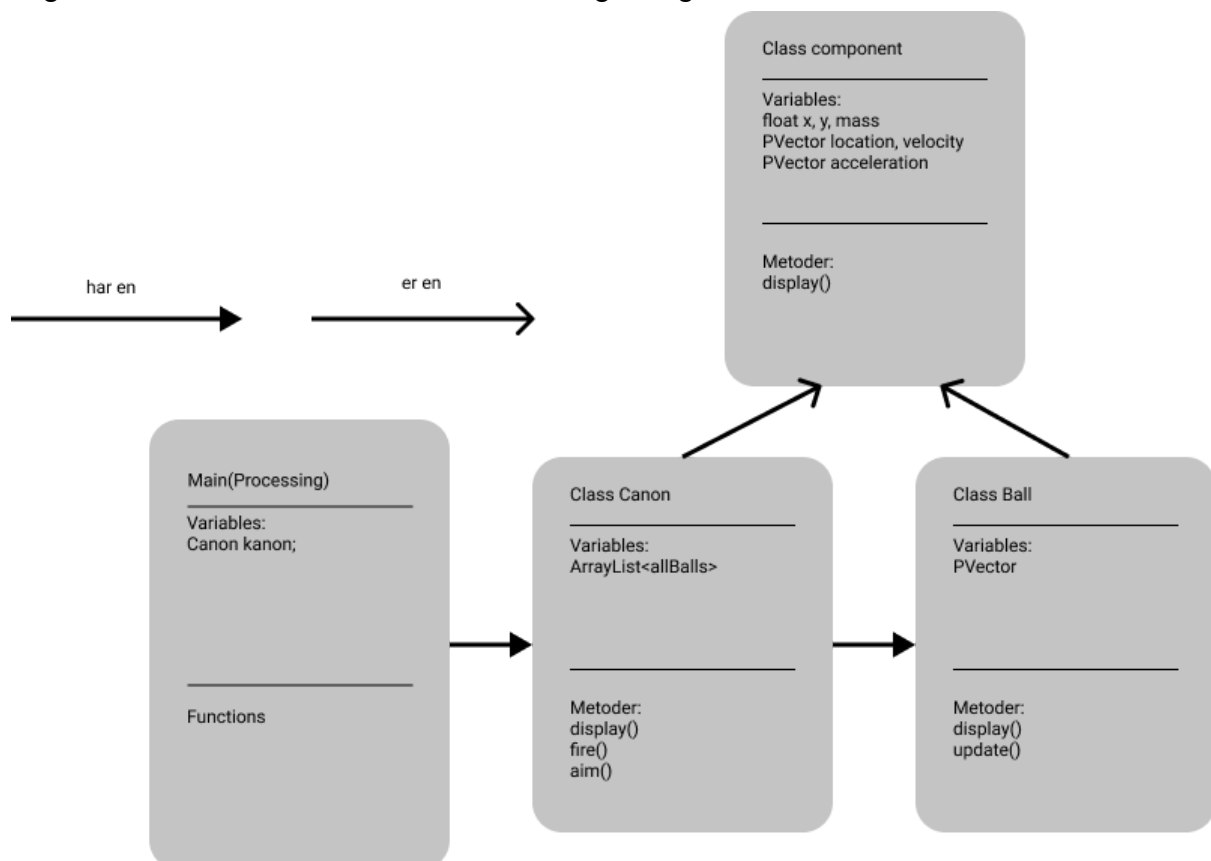 Class component
Variables:
float x, y, mass
PVector location, velocity
PVector acceleration
Metoder:
display()
har en
er en
Main(Processing)
Variables:
Canon kanon;
Functions
Class Canon
Variables:
ArrayList<allBalls>
Metoder:
display()
fire()
aim()
Class Ball
Variables:
PVector
Metoder:
display()
update()